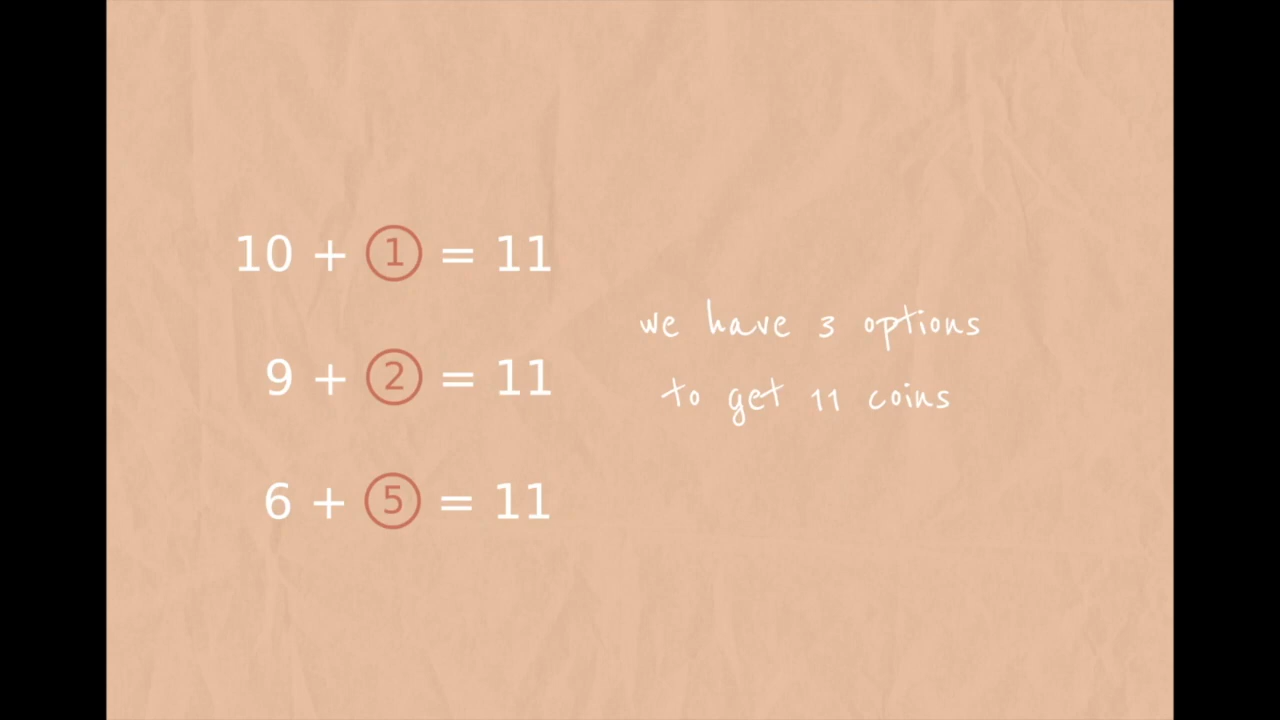 10 + 1 = 11
9 + 2 = 11
6 + 5 = 11
we have 3 options
to get 11 coins